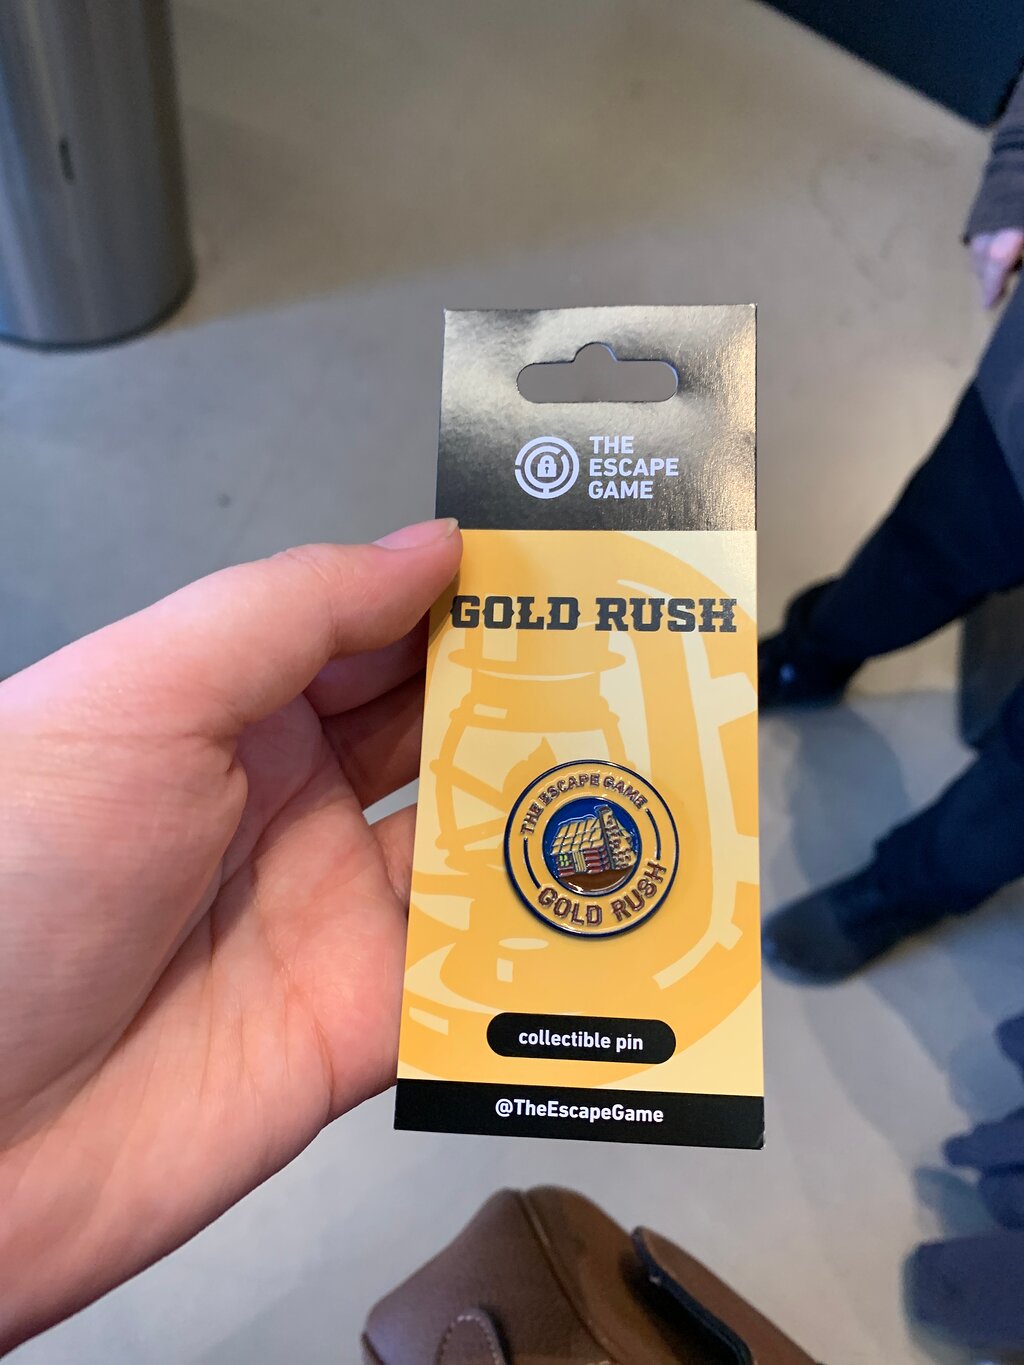 THE
ESCAPE
GAME
GOLD RUSH
THE ESCAPE GAME
GOLD RUSH
collectible pin
@TheEscapeGame